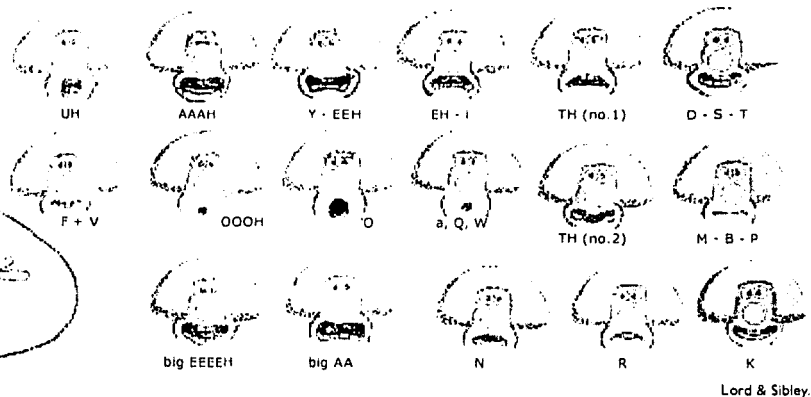 UH AAAH Y - EEH EH - I TH (no.1) D - S - T
F + V OOOH O a, Q, W TH (no.2) M - B - P
big EEEEH big AA N R K
Lord & Sibley.